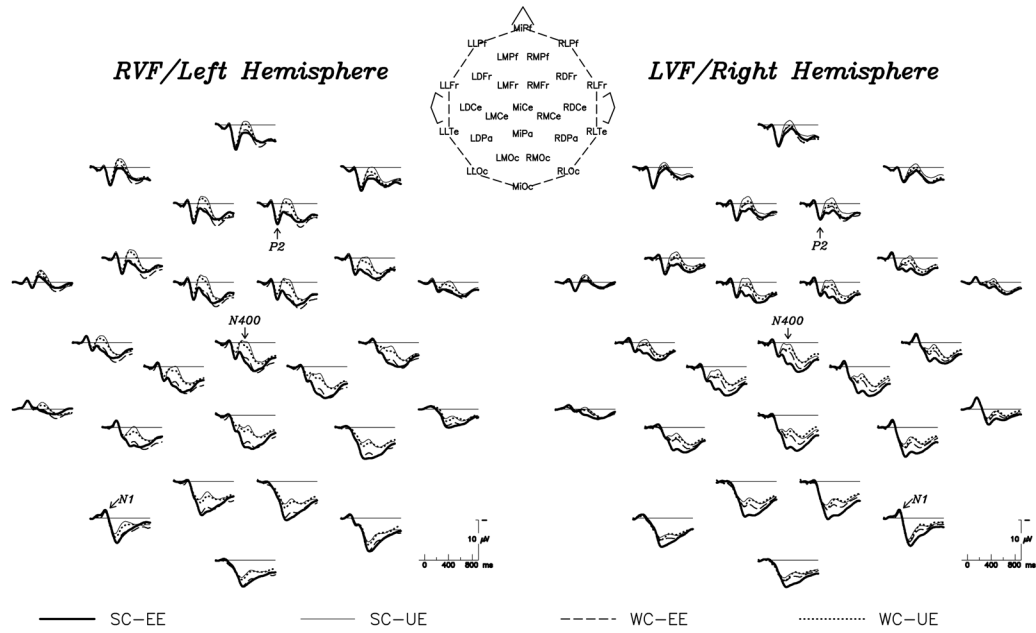 MiPf
LLPf RLPf
RVF/Left Hemisphere
LMPf RMPf
LVF/Right Hemisphere
LDFr RDFr
LLFr LMFr RMFr RLFr
LDCe MiCe RDCe
LMCe RMCe
LLTe MiPa RLTe
LDPa RDPa
LMOc RMOc
LLOc RLOc
MiOc
P2
P2
N400
N400
N1
N1
10 μV
0 400 800 ms
10 μV
0 400 800 ms
SC-EE SC-UE WC-EE WC-UE